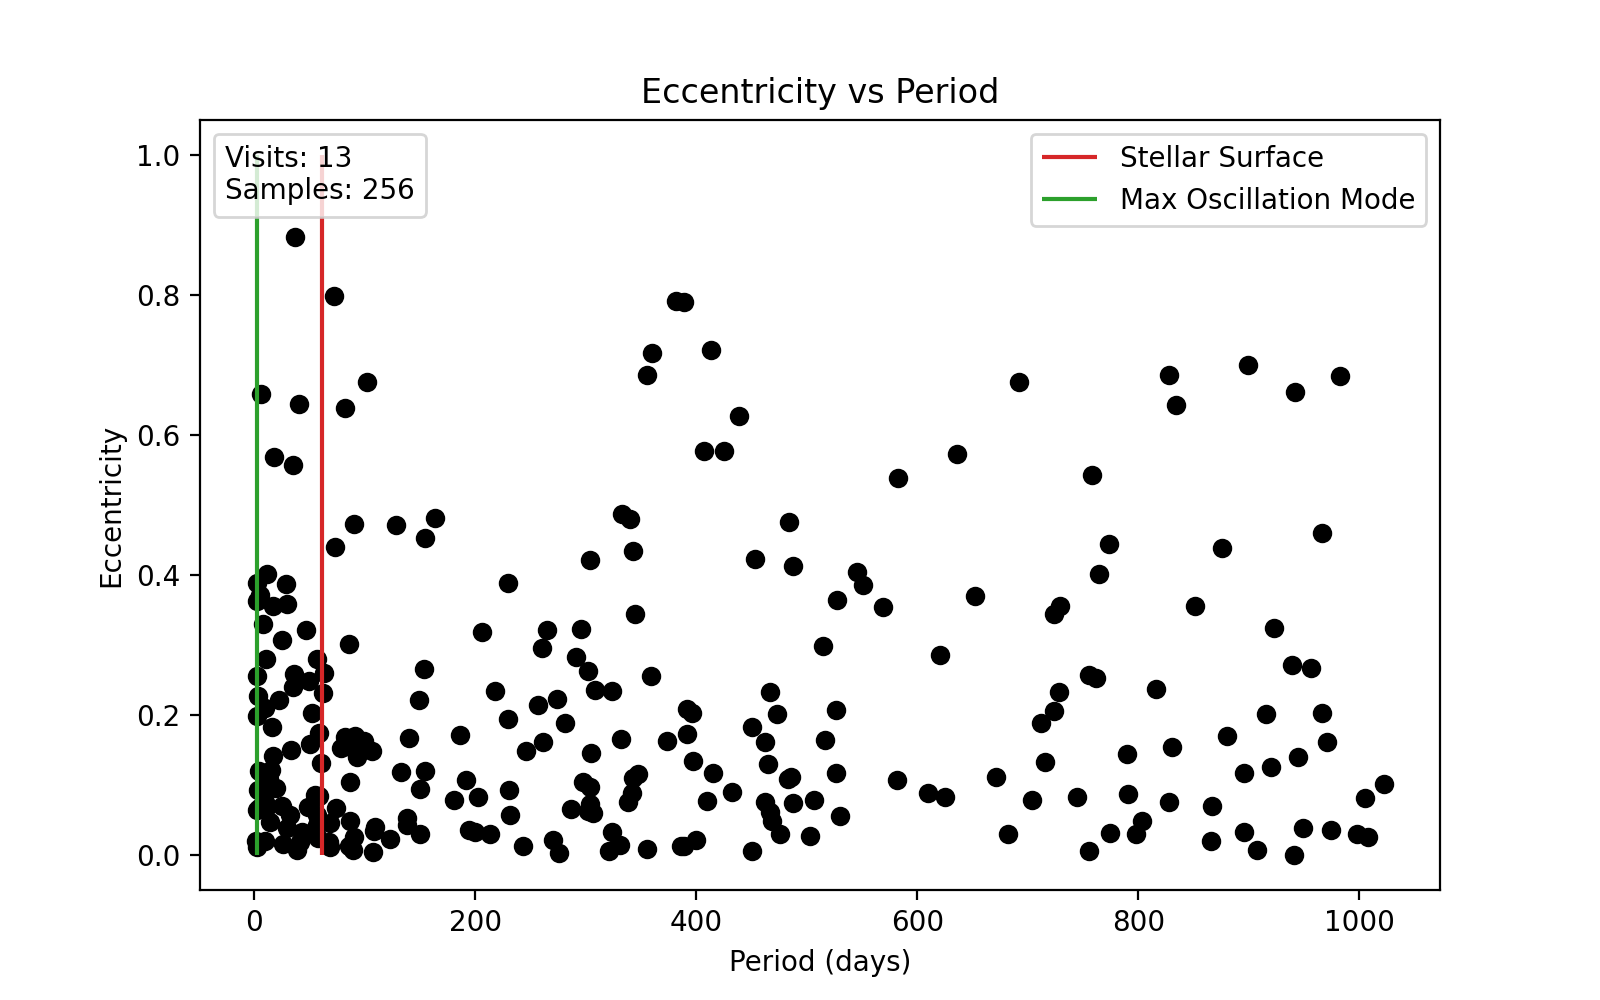 Eccentricity vs Period
Visits: 13
Samples: 256
Stellar Surface
Max Oscillation Mode
1.0
0.8
0.6
0.4
0.2
0.0
Eccentricity
0 200 400 600 800 1000
Period (days)